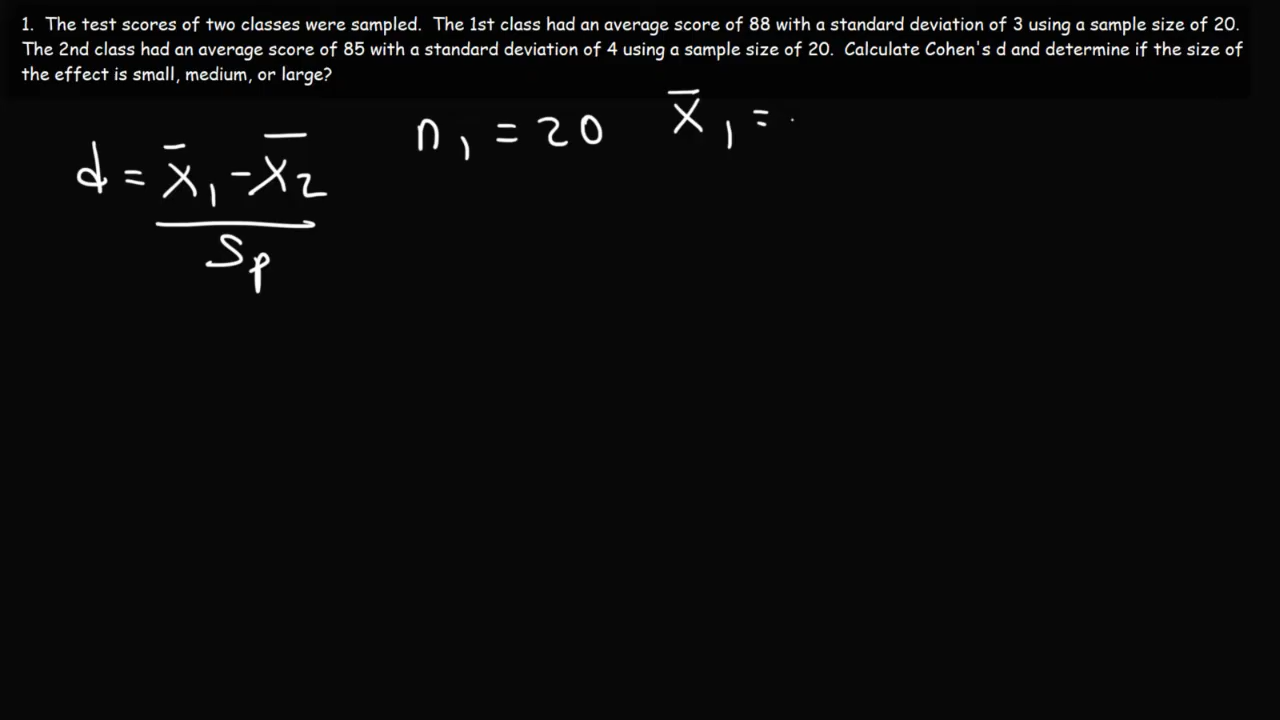 1. The test scores of two classes were sampled. The 1st class had an average score of 88 with a standard deviation of 3 using a sample size of 20.
The 2nd class had an average score of 85 with a standard deviation of 4 using a sample size of 20. Calculate Cohen's d and determine if the size of
the effect is small, medium, or large?
n₁ = 20 x̄₁ =
d = x̄₁ - x̄₂
Sp